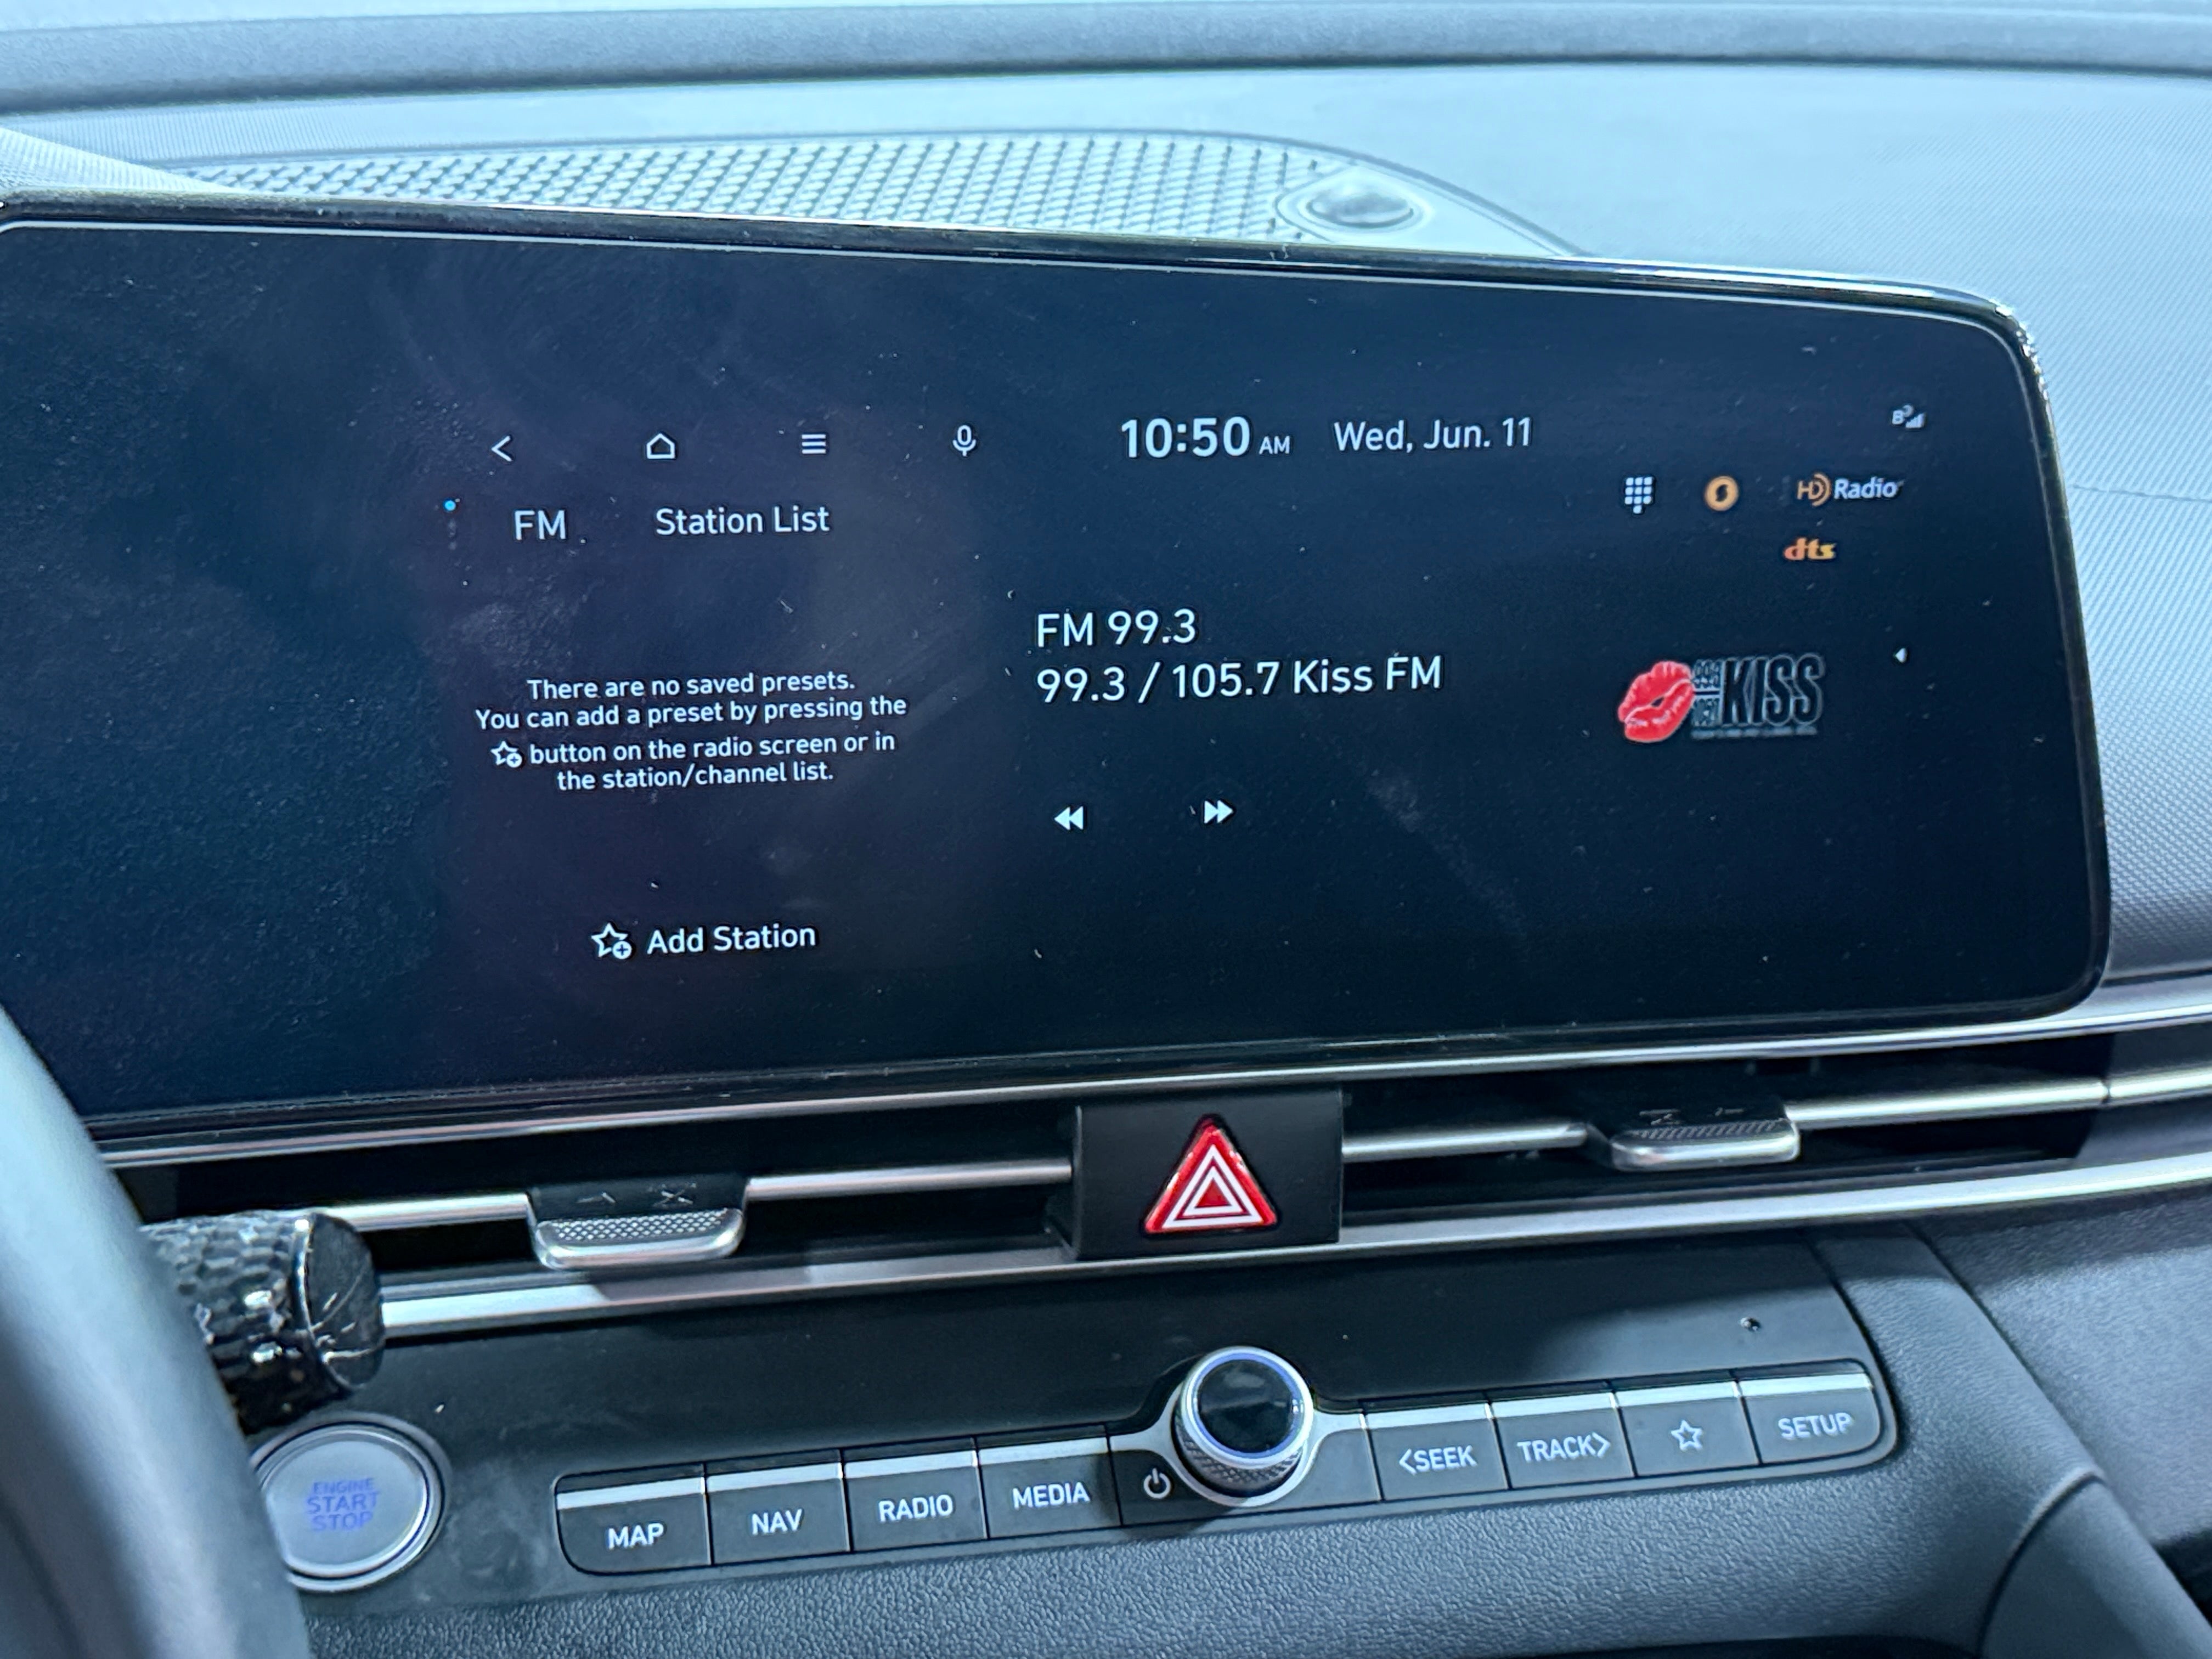 10:50 AM Wed, Jun. 11
FM Station List
HD Radio
dts
FM 99.3
99.3 / 105.7 Kiss FM
KISS
There are no saved presets.
You can add a preset by pressing the
button on the radio screen or in
the station/channel list.
Add Station
ENGINE
START
STOP
MAP
NAV
RADIO
MEDIA
<SEEK
TRACK>
SETUP